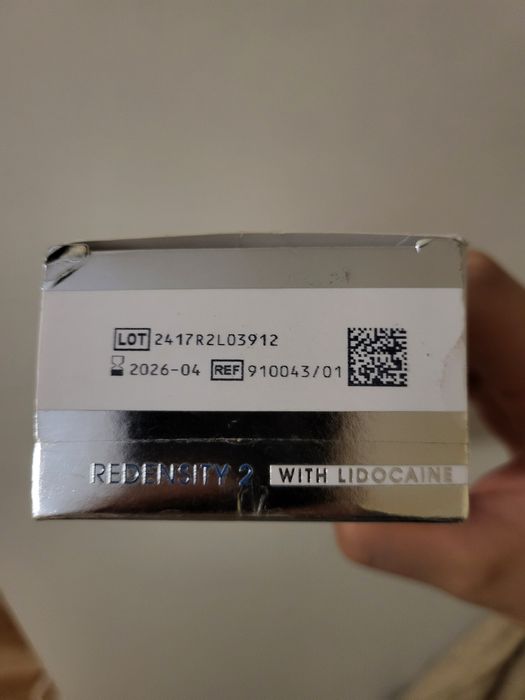 LOT 2417R2L03912
2026-04 REF 910043/01
REDENSITY 2 WITH LIDOCAINE